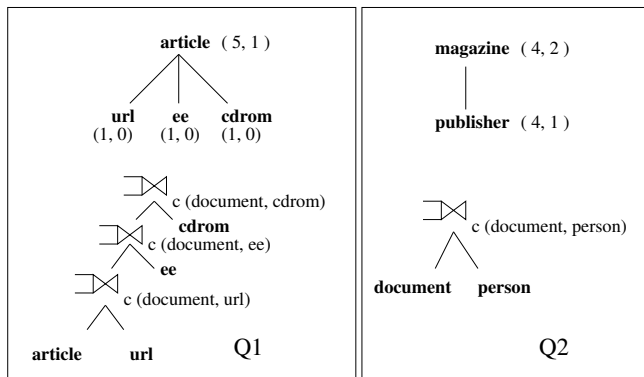 article ( 5, 1 )
url ee cdrom
(1, 0) (1, 0) (1, 0)
c (document, cdrom)
cdrom
c (document, ee)
ee
c (document, url)
article url
Q1
magazine ( 4, 2 )
publisher ( 4, 1 )
c (document, person)
document person
Q2